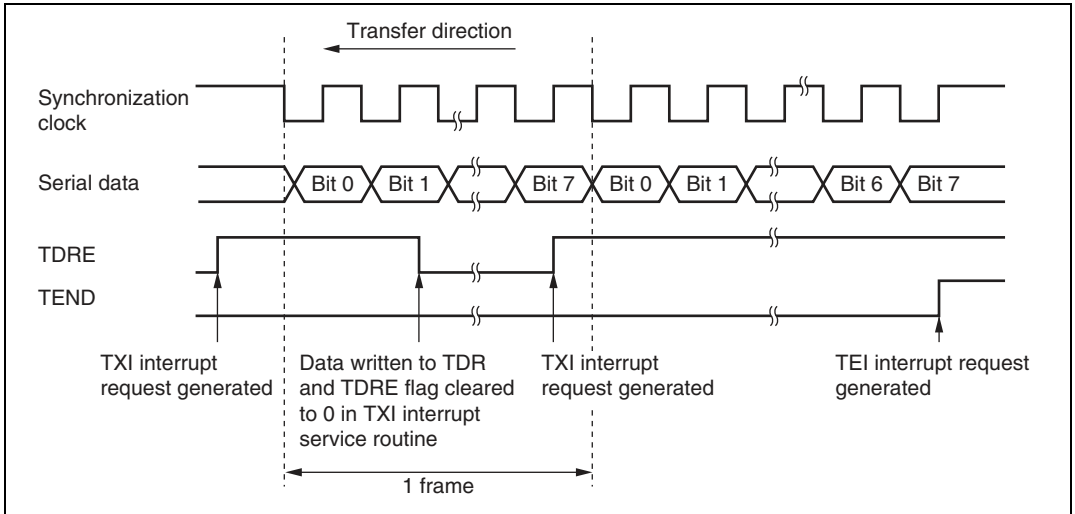 Transfer direction
Synchronization
clock
Serial data
Bit 0
Bit 1
Bit 7
Bit 0
Bit 1
Bit 6
Bit 7
TDRE
TEND
TXI interrupt
request generated
Data written to TDR
and TDRE flag cleared
to 0 in TXI interrupt
service routine
TXI interrupt
request generated
TEI interrupt request
generated
1 frame